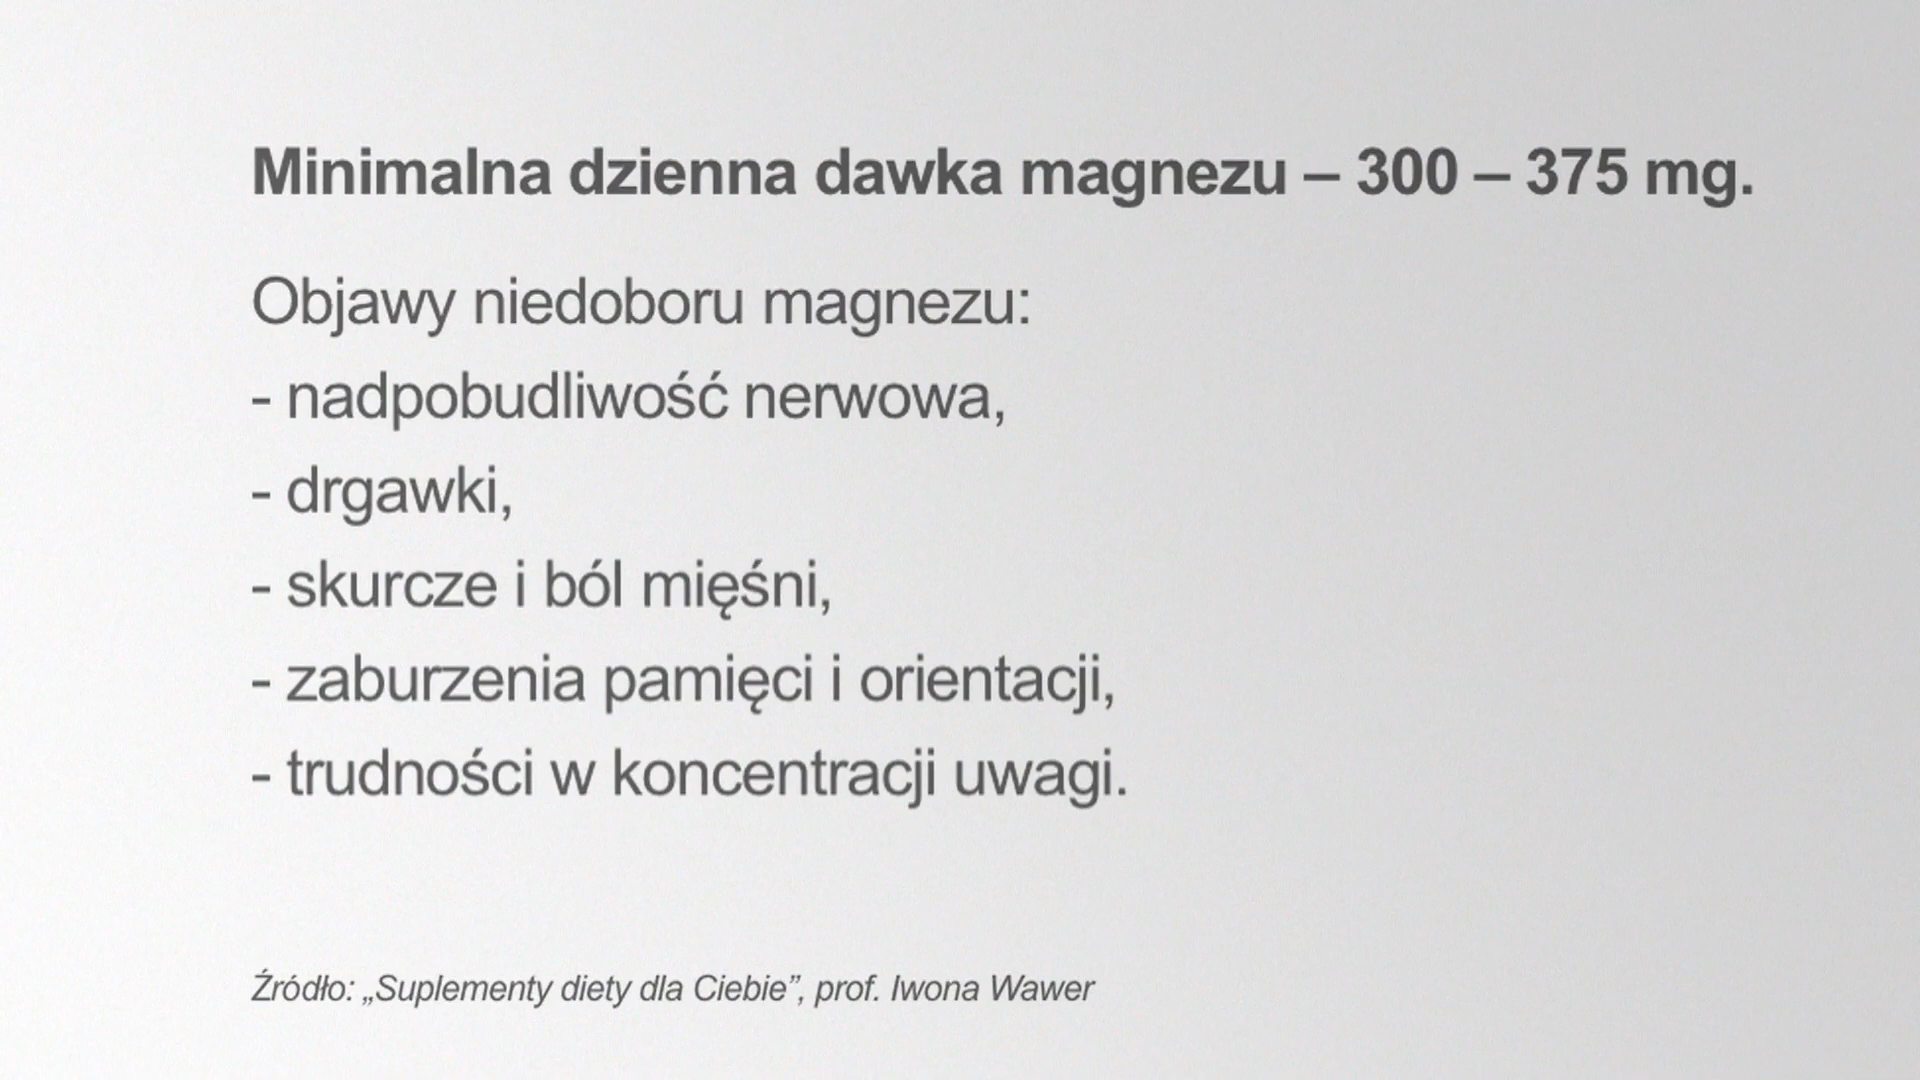 Minimalna dzienna dawka magnezu – 300 – 375 mg.
Objawy niedoboru magnezu:
- nadpobudliwość nerwowa,
- drgawki,
- skurcze i ból mięśni,
- zaburzenia pamięci i orientacji,
- trudności w koncentracji uwagi.
Źródło: „Suplementy diety dla Ciebie”, prof. Iwona Wawer